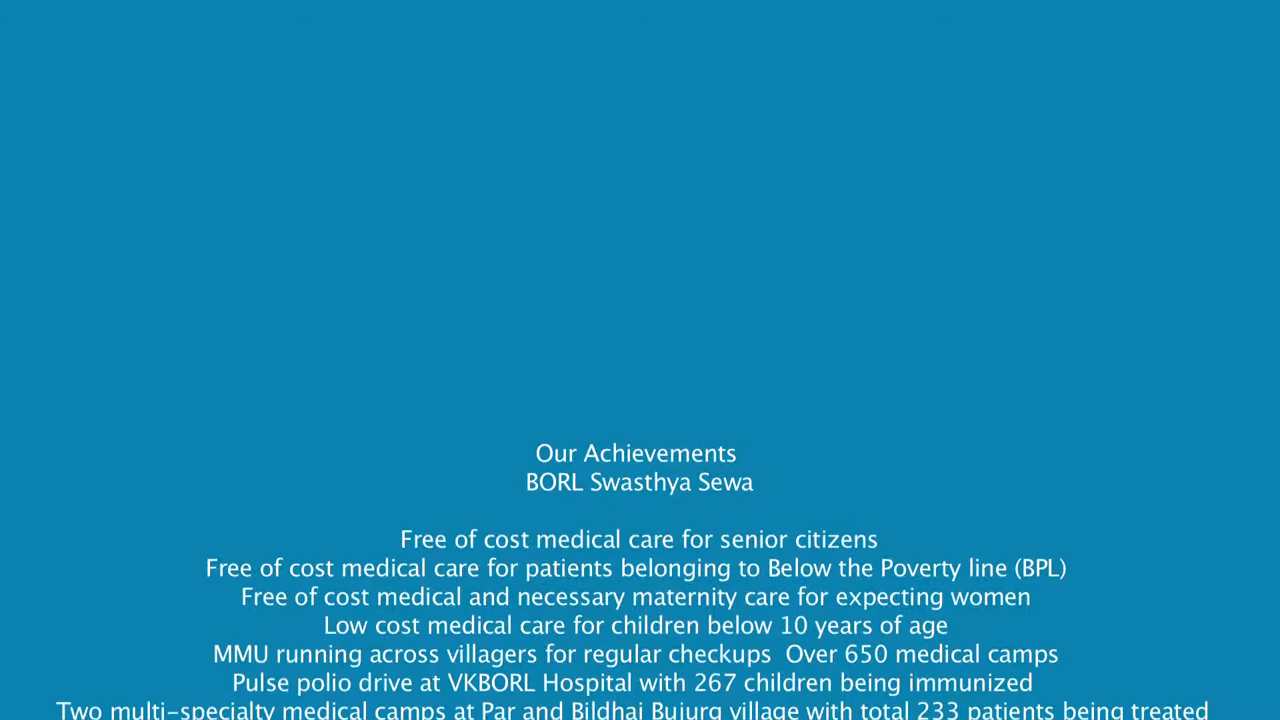 Our Achievements
BORL Swasthya Sewa
Free of cost medical care for senior citizens
Free of cost medical care for patients belonging to Below the Poverty line (BPL)
Free of cost medical and necessary maternity care for expecting women
Low cost medical care for children below 10 years of age
MMU running across villagers for regular checkups  Over 650 medical camps
Pulse polio drive at VKBORL Hospital with 267 children being immunized
Two multi-specialty medical camps at Par and Bildhai Bujurg village with total 233 patients being treated